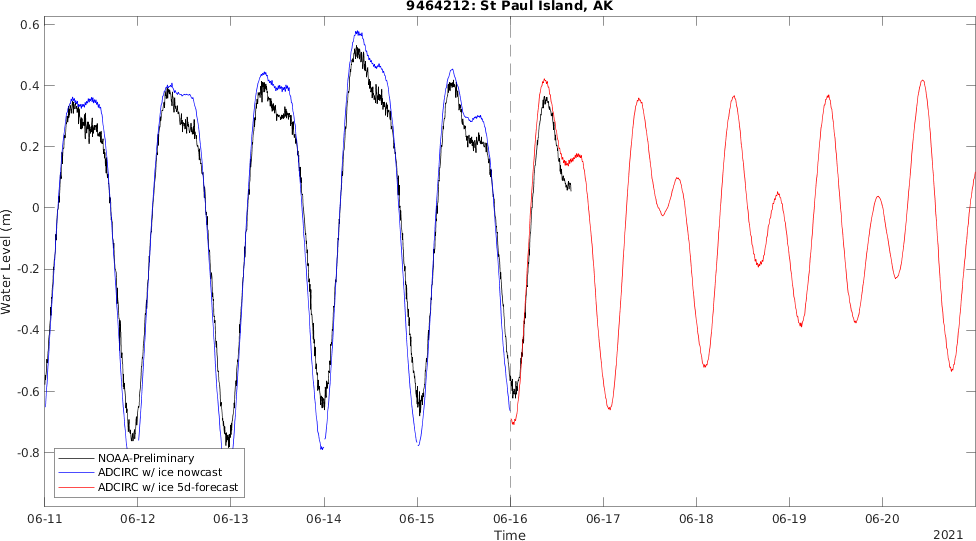 9464212: St Paul Island, AK
0.6
0.4
0.2
0
-0.2
-0.4
-0.6
-0.8
Water Level (m)
NOAA-Preliminary
ADCIRC w/ ice nowcast
ADCIRC w/ ice 5d-forecast
06-11 06-12 06-13 06-14 06-15 06-16 06-17 06-18 06-19 06-20
Time
2021